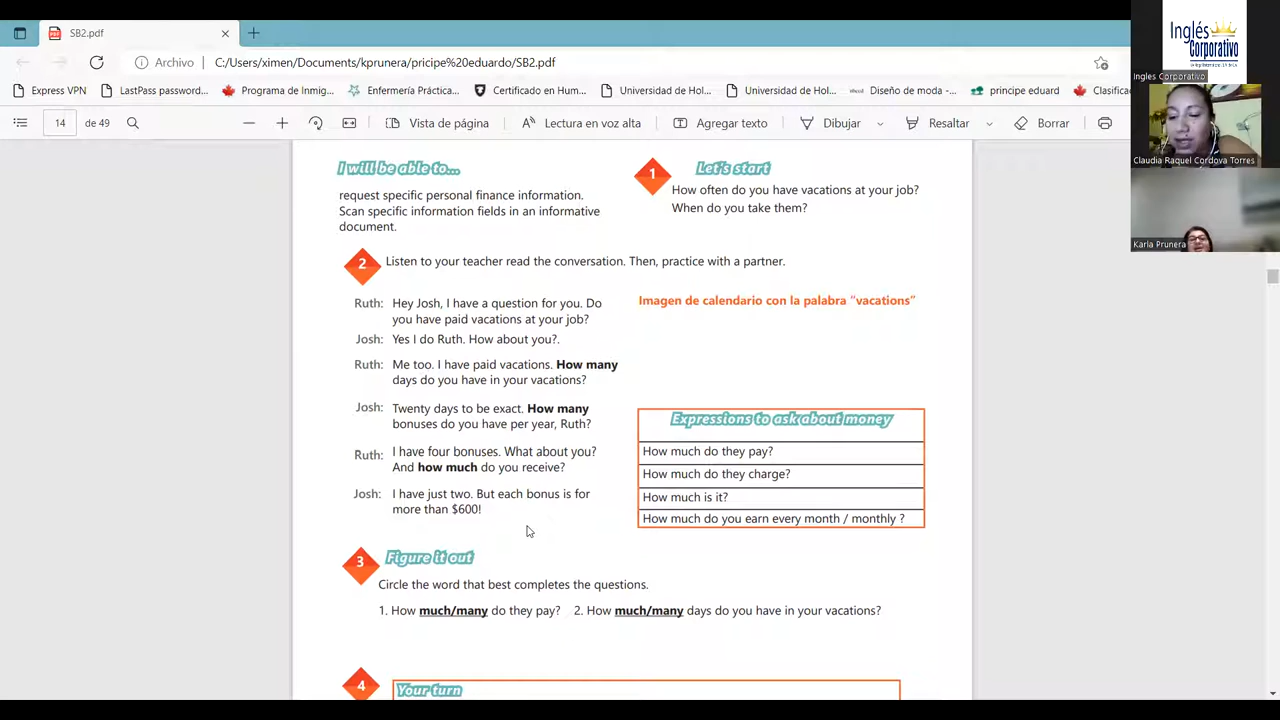 SB2.pdf
Archivo
C:/Users/ximen/Documents/kprunera/pricipe%20eduardo/SB2.pdf
Express VPN
LastPass password...
Programa de Inmig...
Enfermería Práctica...
Certificado en Hum...
Universidad de Hol...
Universidad de Hol...
Diseño de moda -...
principe eduard
Clasifica
14
de 49
Vista de página
Lectura en voz alta
Agregar texto
Dibujar
Resaltar
Borrar
Inglés
Corporativo
Ingles Corporativo
Claudia Raquel Cordova Torres
Karla Prunera
I will be able to...
request specific personal finance information.
Scan specific information fields in an informative
document.
1
Let's start
How often do you have vacations at your job?
When do you take them?
2
Listen to your teacher read the conversation. Then, practice with a partner.
Ruth: Hey Josh, I have a question for you. Do
you have paid vacations at your job?
Josh: Yes I do Ruth. How about you?.
Ruth: Me too. I have paid vacations. How many
days do you have in your vacations?
Josh: Twenty days to be exact. How many
bonuses do you have per year, Ruth?
Ruth: I have four bonuses. What about you?
And how much do you receive?
Josh: I have just two. But each bonus is for
more than $600!
Imagen de calendario con la palabra "vacations"
Expressions to ask about money
How much do they pay?
How much do they charge?
How much is it?
How much do you earn every month / monthly ?
3
Figure it out
Circle the word that best completes the questions.
1. How much/many do they pay? 2. How much/many days do you have in your vacations?
4
Your turn